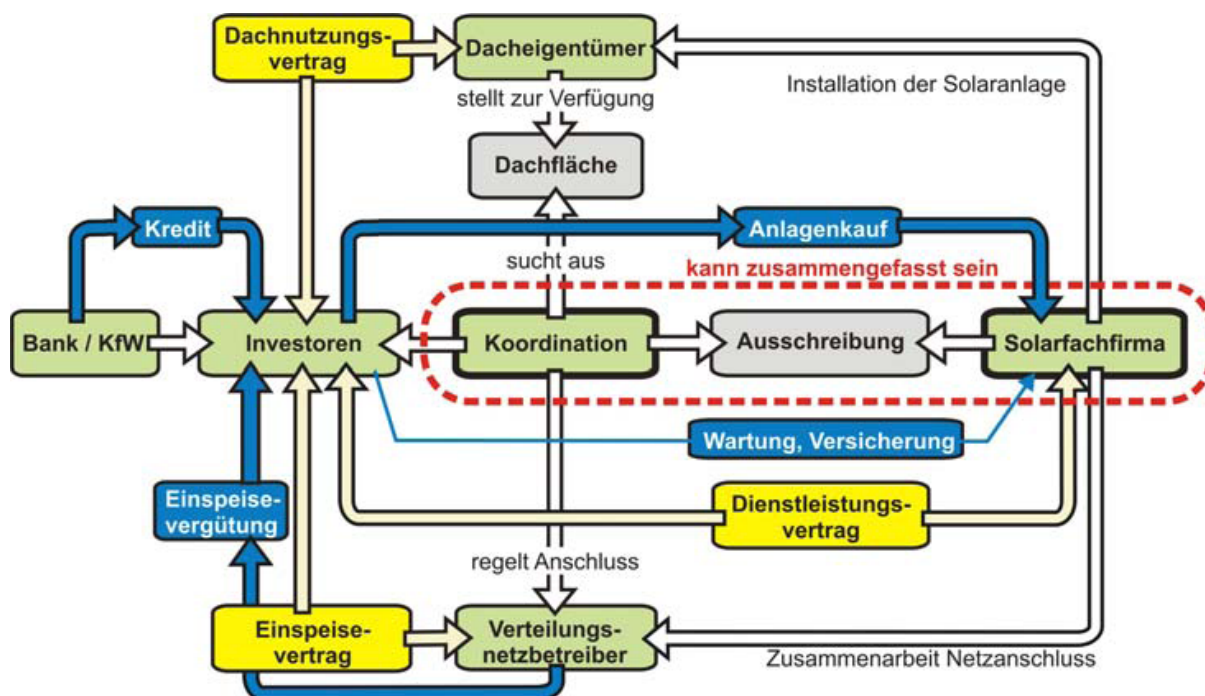 Dachnutzungs-
vertrag
Dacheigentümer
Installation der Solaranlage
stellt zur Verfügung
Dachfläche
Kredit
Anlagenkauf
sucht aus
kann zusammengefasst sein
Bank / KfW
Investoren
Koordination
Ausschreibung
Solarfachfirma
Wartung, Versicherung
Einspeise-
vergütung
Dienstleistungs-
vertrag
regelt Anschluss
Einspeise-
vertrag
Verteilungs-
netzbetreiber
Zusammenarbeit Netzanschluss